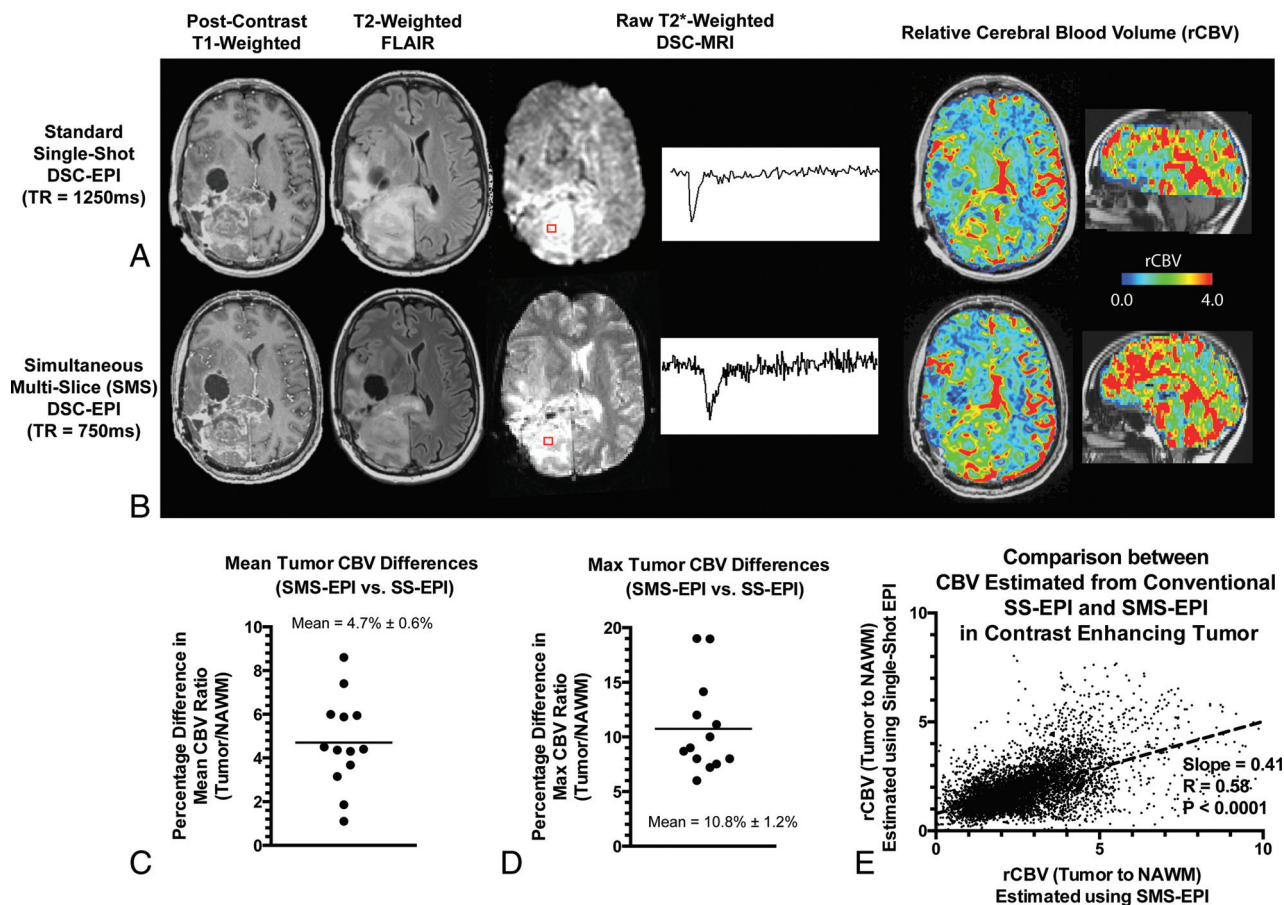 Post-Contrast
T1-Weighted
T2-Weighted
FLAIR
Raw T2*-Weighted
DSC-MRI
Relative Cerebral Blood Volume (rCBV)
Standard
Single-Shot
DSC-EPI
(TR = 1250ms)
A
rCBV
0.0
4.0
Simultaneous
Multi-Slice (SMS)
DSC-EPI
(TR = 750ms)
B
Mean Tumor CBV Differences
(SMS-EPI vs. SS-EPI)
Mean = 4.7% ± 0.6%
Percentage Difference in
Mean CBV Ratio
(Tumor/NAWM)
10
8
6
4
2
0
C
Max Tumor CBV Differences
(SMS-EPI vs. SS-EPI)
Percentage Difference in
Max CBV Ratio
(Tumor/NAWM)
20
15
10
5
0
Mean = 10.8% ± 1.2%
D
Comparison between
CBV Estimated from Conventional
SS-EPI and SMS-EPI
in Contrast Enhancing Tumor
rCBV (Tumor to NAWM)
Estimated using Single-Shot EPI
10
5
0
Slope = 0.41
R = 0.58
P < 0.0001
0
5
10
rCBV (Tumor to NAWM)
Estimated using SMS-EPI
E